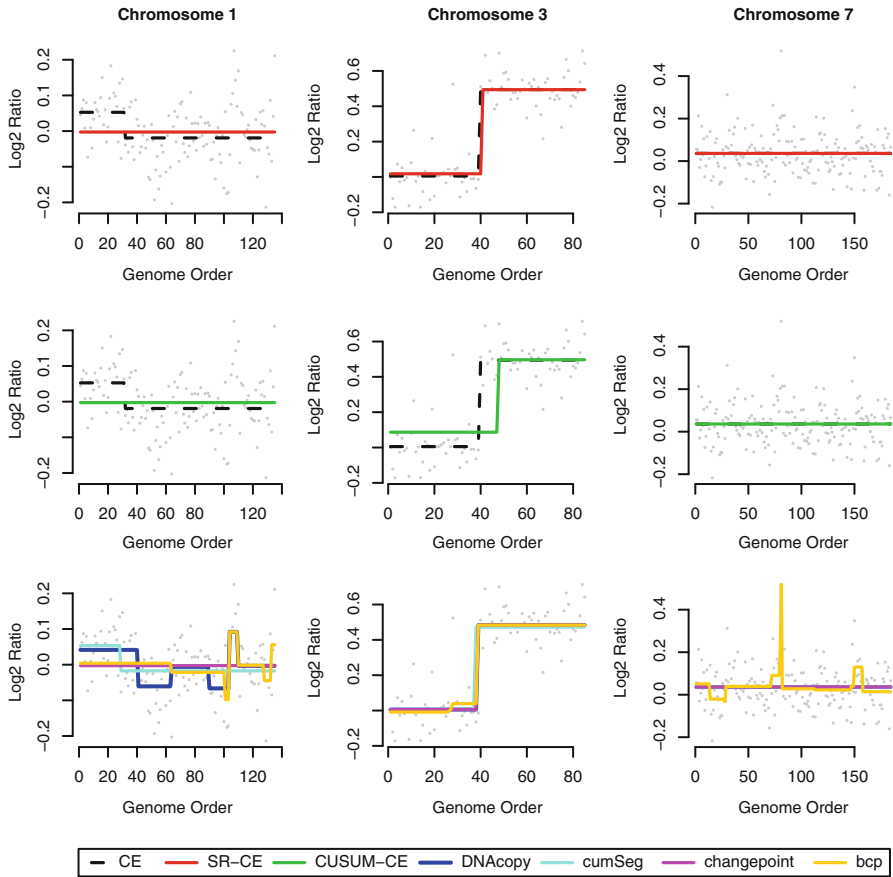 Chromosome 1
Chromosome 3
Chromosome 7
Log2 Ratio
−0.2 0.0 0.1 0.2
0 20 40 60 80 120
Genome Order
Log2 Ratio
−0.2 0.2 0.4 0.6
0 20 40 60 80
Genome Order
Log2 Ratio
−0.2 0.0 0.2 0.4
0 50 100 150
Genome Order
Log2 Ratio
−0.2 0.0 0.1 0.2
0 20 40 60 80 120
Genome Order
Log2 Ratio
−0.2 0.2 0.4 0.6
0 20 40 60 80
Genome Order
Log2 Ratio
−0.2 0.0 0.2 0.4
0 50 100 150
Genome Order
Log2 Ratio
−0.2 0.0 0.1 0.2
0 20 40 60 80 120
Genome Order
Log2 Ratio
−0.2 0.2 0.4 0.6
0 20 40 60 80
Genome Order
Log2 Ratio
−0.2 0.0 0.2 0.4
0 50 100 150
Genome Order
CE SR−CE CUSUM−CE DNAcopy cumSeg changepoint bcp